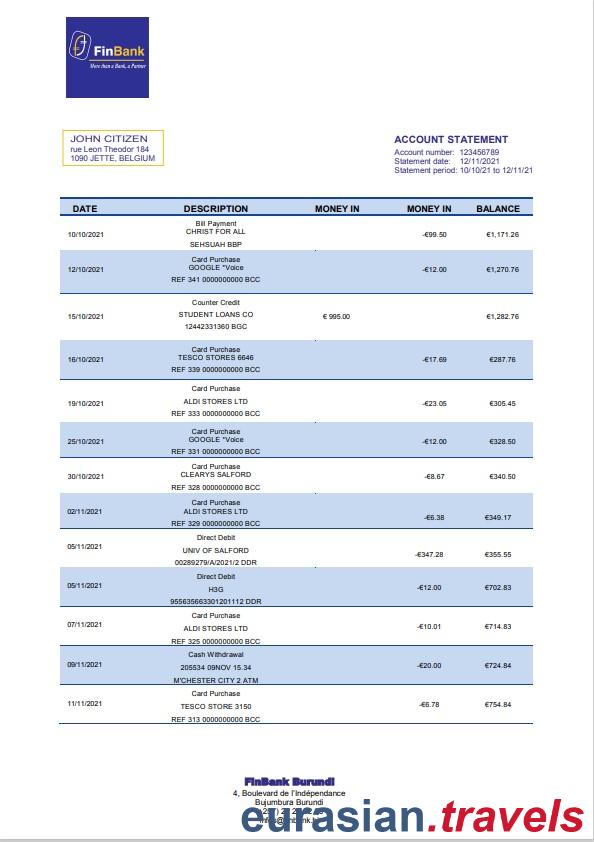 FinBank
More than a Bank, a Partner
JOHN CITIZEN
rue Leon Theodor 184
1090 JETTE, BELGIUM
ACCOUNT STATEMENT
Account number: 123456789
Statement date: 12/11/2021
Statement period: 10/10/21 to 12/11/21
DATE DESCRIPTION MONEY IN MONEY IN BALANCE
Bill Payment
CHRIST FOR ALL
10/10/2021 -€99.50 €1,171.26
SEHSUAH BBP
Card Purchase
GOOGLE "Voice
12/10/2021 -€12.00 €1,270.76
REF 341 0000000000 BCC
Counter Credit
15/10/2021 STUDENT LOANS CO € 995.00 €1,282.76
12442331360 BGC
Card Purchase
16/10/2021 TESCO STORES 6646 -€17.69 €287.76
REF 339 0000000000 BCC
Card Purchase
19/10/2021 ALDI STORES LTD -€23.05 €305.45
REF 333 0000000000 BCC
Card Purchase
25/10/2021 GOOGLE "Voice -€12.00 €328.50
REF 331 0000000000 BCC
Card Purchase
30/10/2021 CLEARYS SALFORD -€8.67 €340.50
REF 328 0000000000 BCC
Card Purchase
02/11/2021 ALDI STORES LTD -€6.38 €349.17
REF 329 0000000000 BCC
Direct Debit
05/11/2021 UNIV OF SALFORD -€347.28 €355.55
00289279/A/2021/2 DDR
Direct Debit
05/11/2021 H3G -€12.00 €702.83
955635663301201112 DDR
Card Purchase
07/11/2021 ALDI STORES LTD -€10.01 €714.83
REF 325 0000000000 BCC
Cash Withdrawal
09/11/2021 205534 09NOV 15.34 -€20.00 €724.84
M'CHESTER CITY 2 ATM
Card Purchase
11/11/2021 TESCO STORE 3150 -€6.78 €754.84
REF 313 0000000000 BCC
FinBank Burundi
4, Boulevard de l'Indépendance
Bujumbura Burundi
eurasian.travels